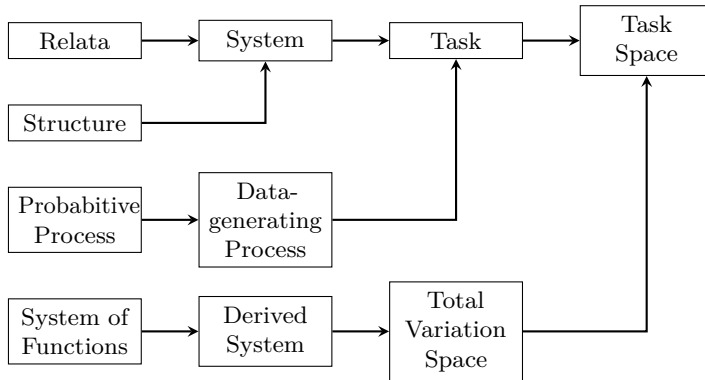 Relata
System
Task
Task
Space
Structure
Probabitive
Process
Data-
generating
Process
System of
Functions
Derived
System
Total
Variation
Space